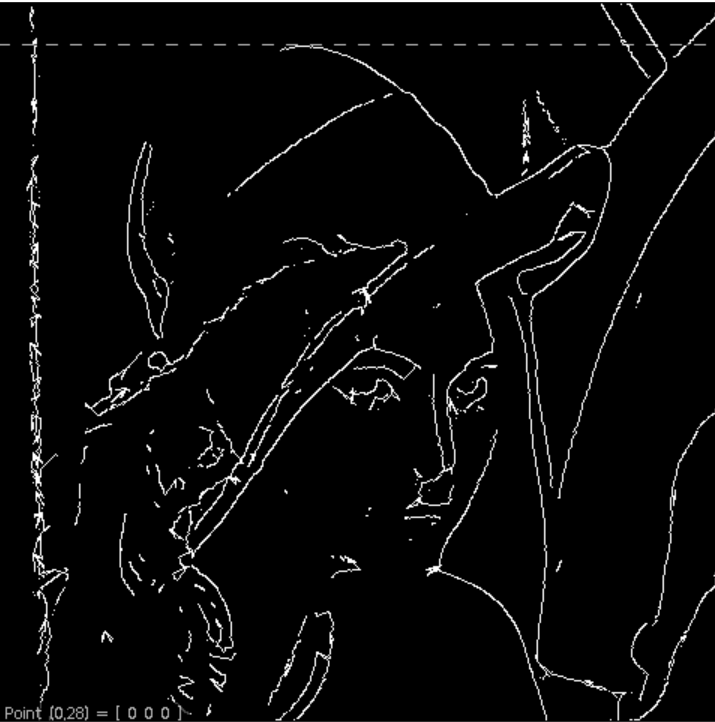 Point (0,28) = [ 0 0 0 ]